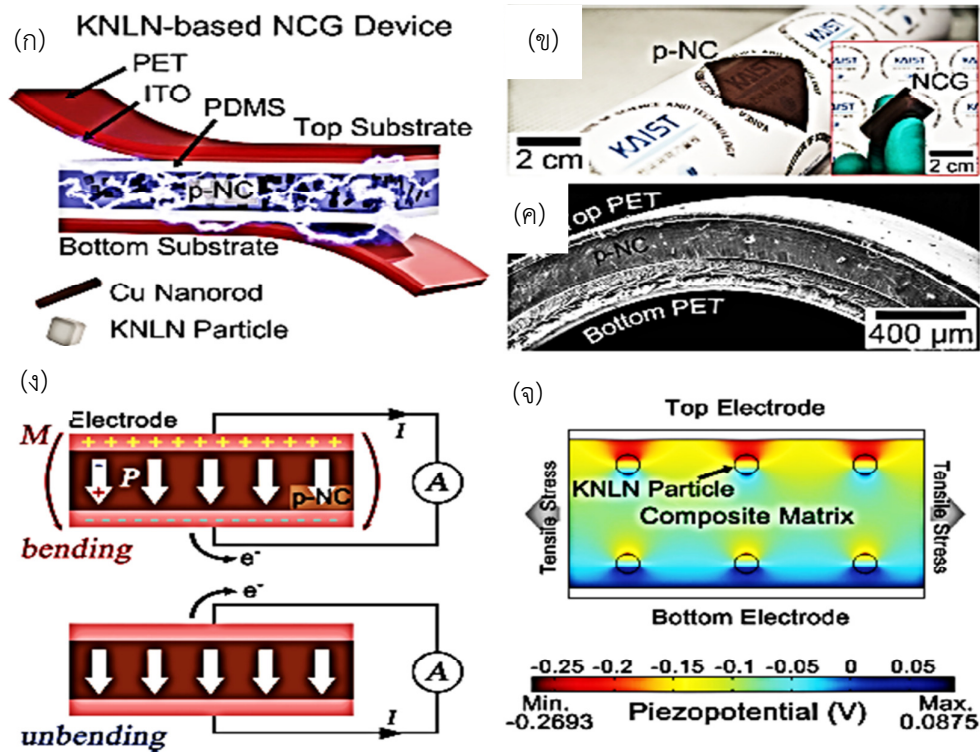 (ก)
KNLN-based NCG Device
PET
ITO
PDMS
Top Substrate
p-NC
Bottom Substrate
Cu Nanorod
KNLN Particle
(ข)
p-NC
KAIST
KAIST
KAIST
NCG
2 cm
2 cm
(ค)
Top PET
p-NC
Bottom PET
400 μm
(ง)
Electrode
I
M
+ + + + + + + + + + + +
-
P
+
A
p-NC
- - - - - - - - - - - -
bending
e-
e-
A
I
unbending
(จ)
Top Electrode
KNLN Particle
Composite Matrix
Tensile Stress
Tensile Stress
Bottom Electrode
-0.25 -0.2 -0.15 -0.1 -0.05 0 0.05
Min.
-0.2693
Piezopotential (V)
Max.
0.0875